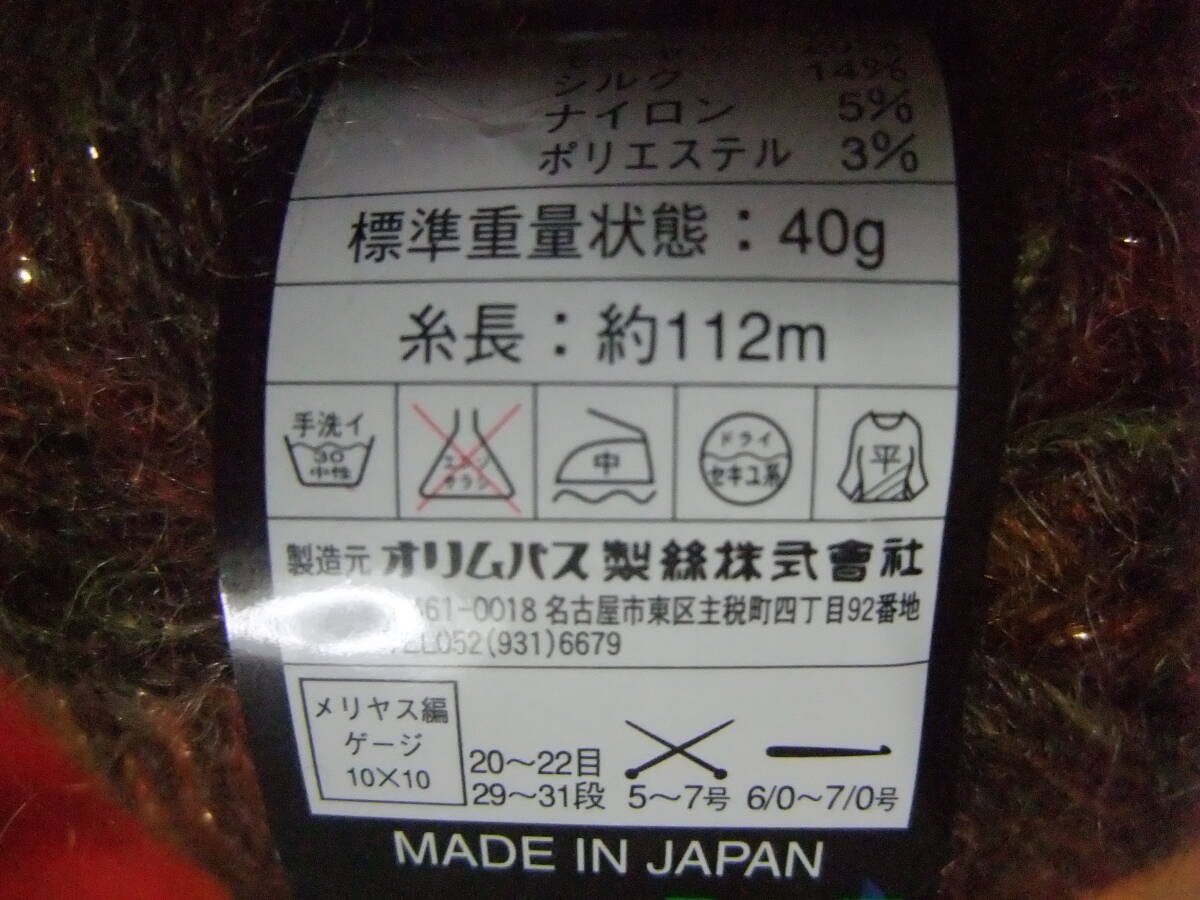 シルク 14%
ナイロン 5%
ポリエステル 3%
標準重量状態：40g
糸長：約112m
手洗イ
30
中性
エンソ
サラシ
中
ドライ
セキユ系
平
製造元 オリムパス製絲株式會社
461-0018 名古屋市東区主税町四丁目92番地
TEL052(931)6679
メリヤス編
ゲージ
10×10
20〜22目
29〜31段 5〜7号 6/0〜7/0号
MADE IN JAPAN